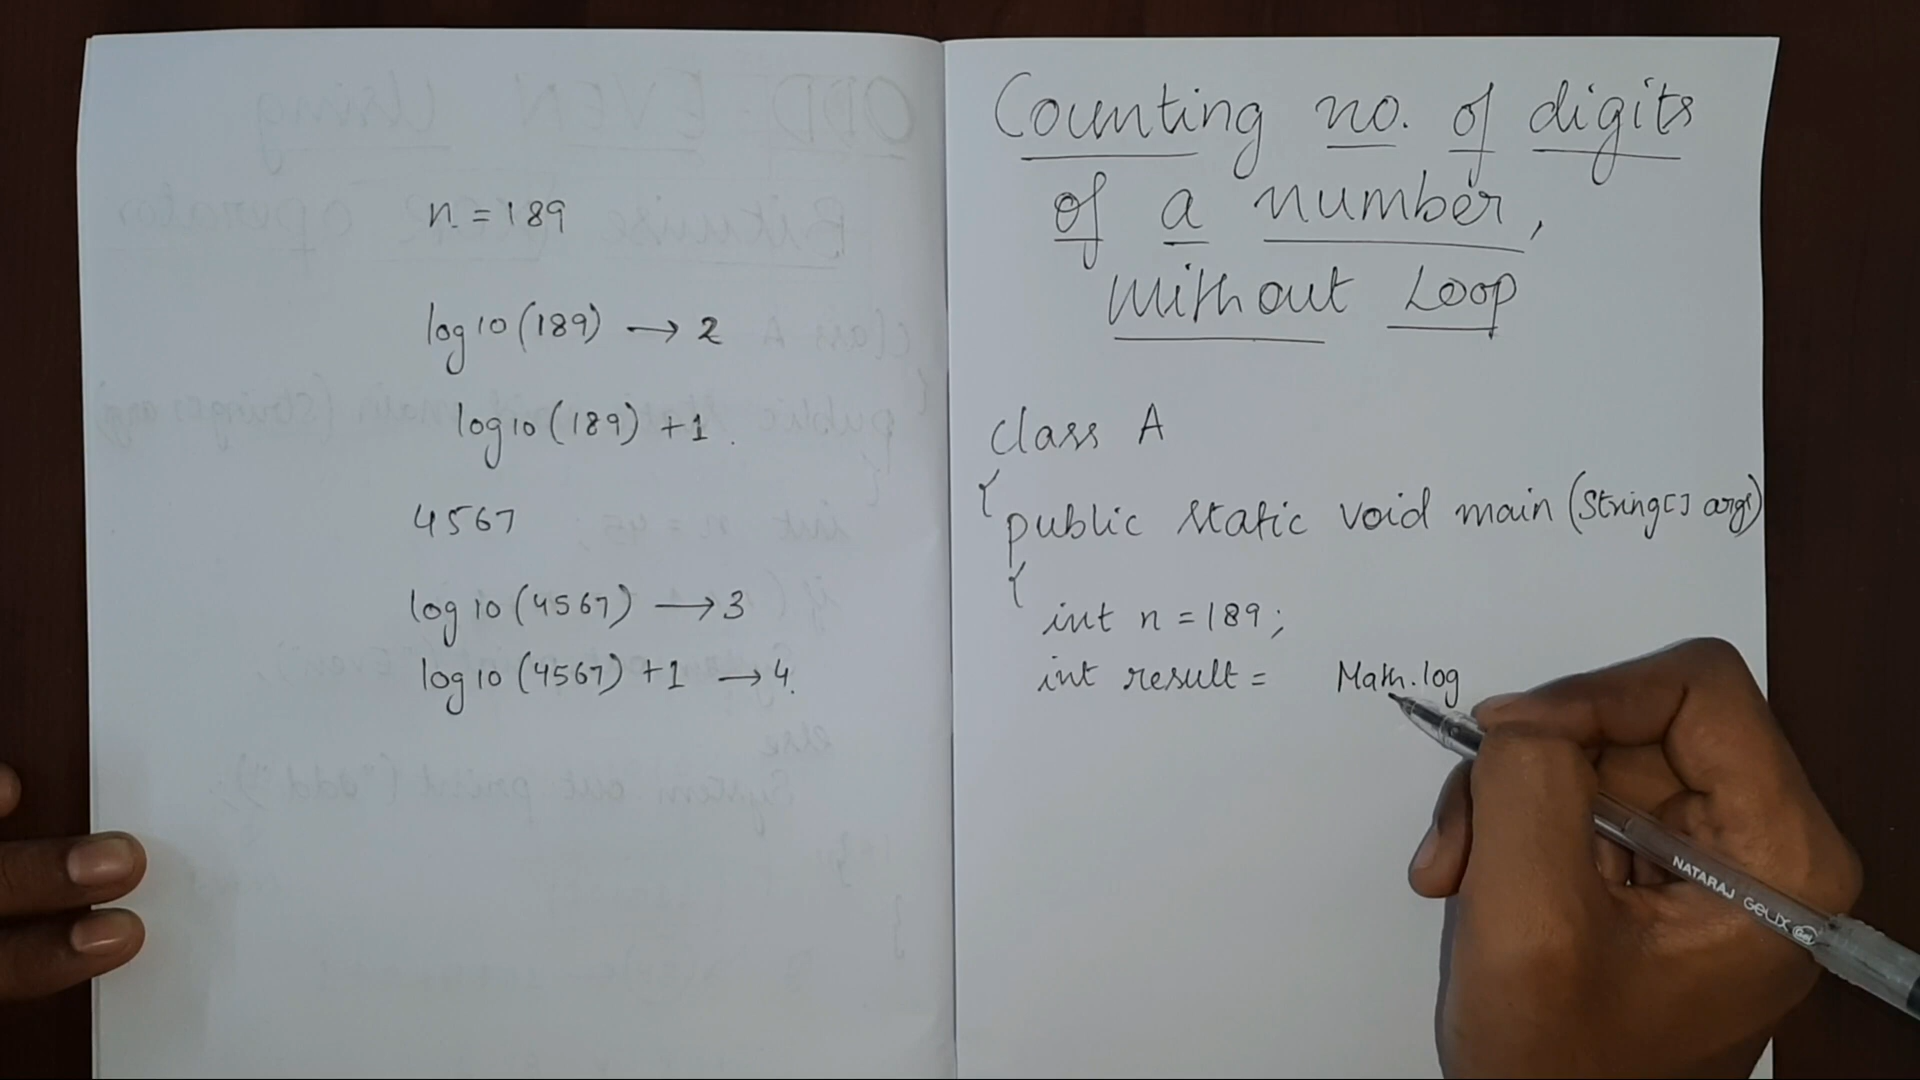 n = 189
log10(189) → 2
log10(189) +1.
4567
log10(4567) → 3
log10(4567) +1 → 4.
Counting no. of digits
of a number,
without Loop
class A
{
public static void main (String[] args)
{
int n = 189;
int result = Math.log
NATARAJ GELIX Gel